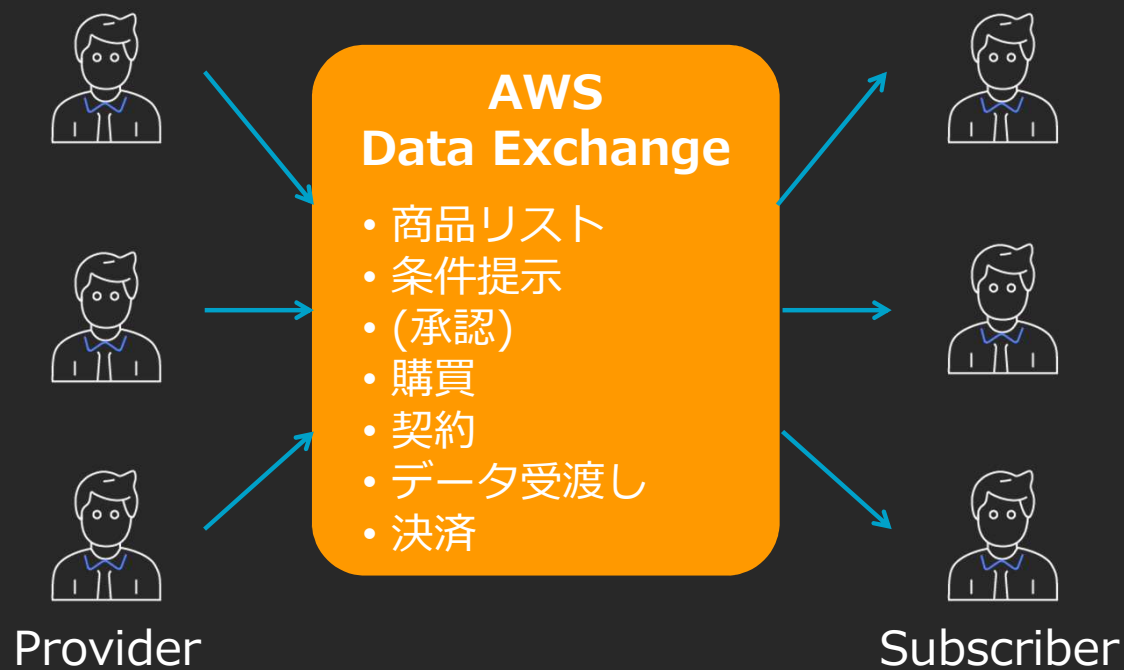 AWS
Data Exchange
• 商品リスト
• 条件提示
• (承認)
• 購買
• 契約
• データ受渡し
• 決済
Provider
Subscriber